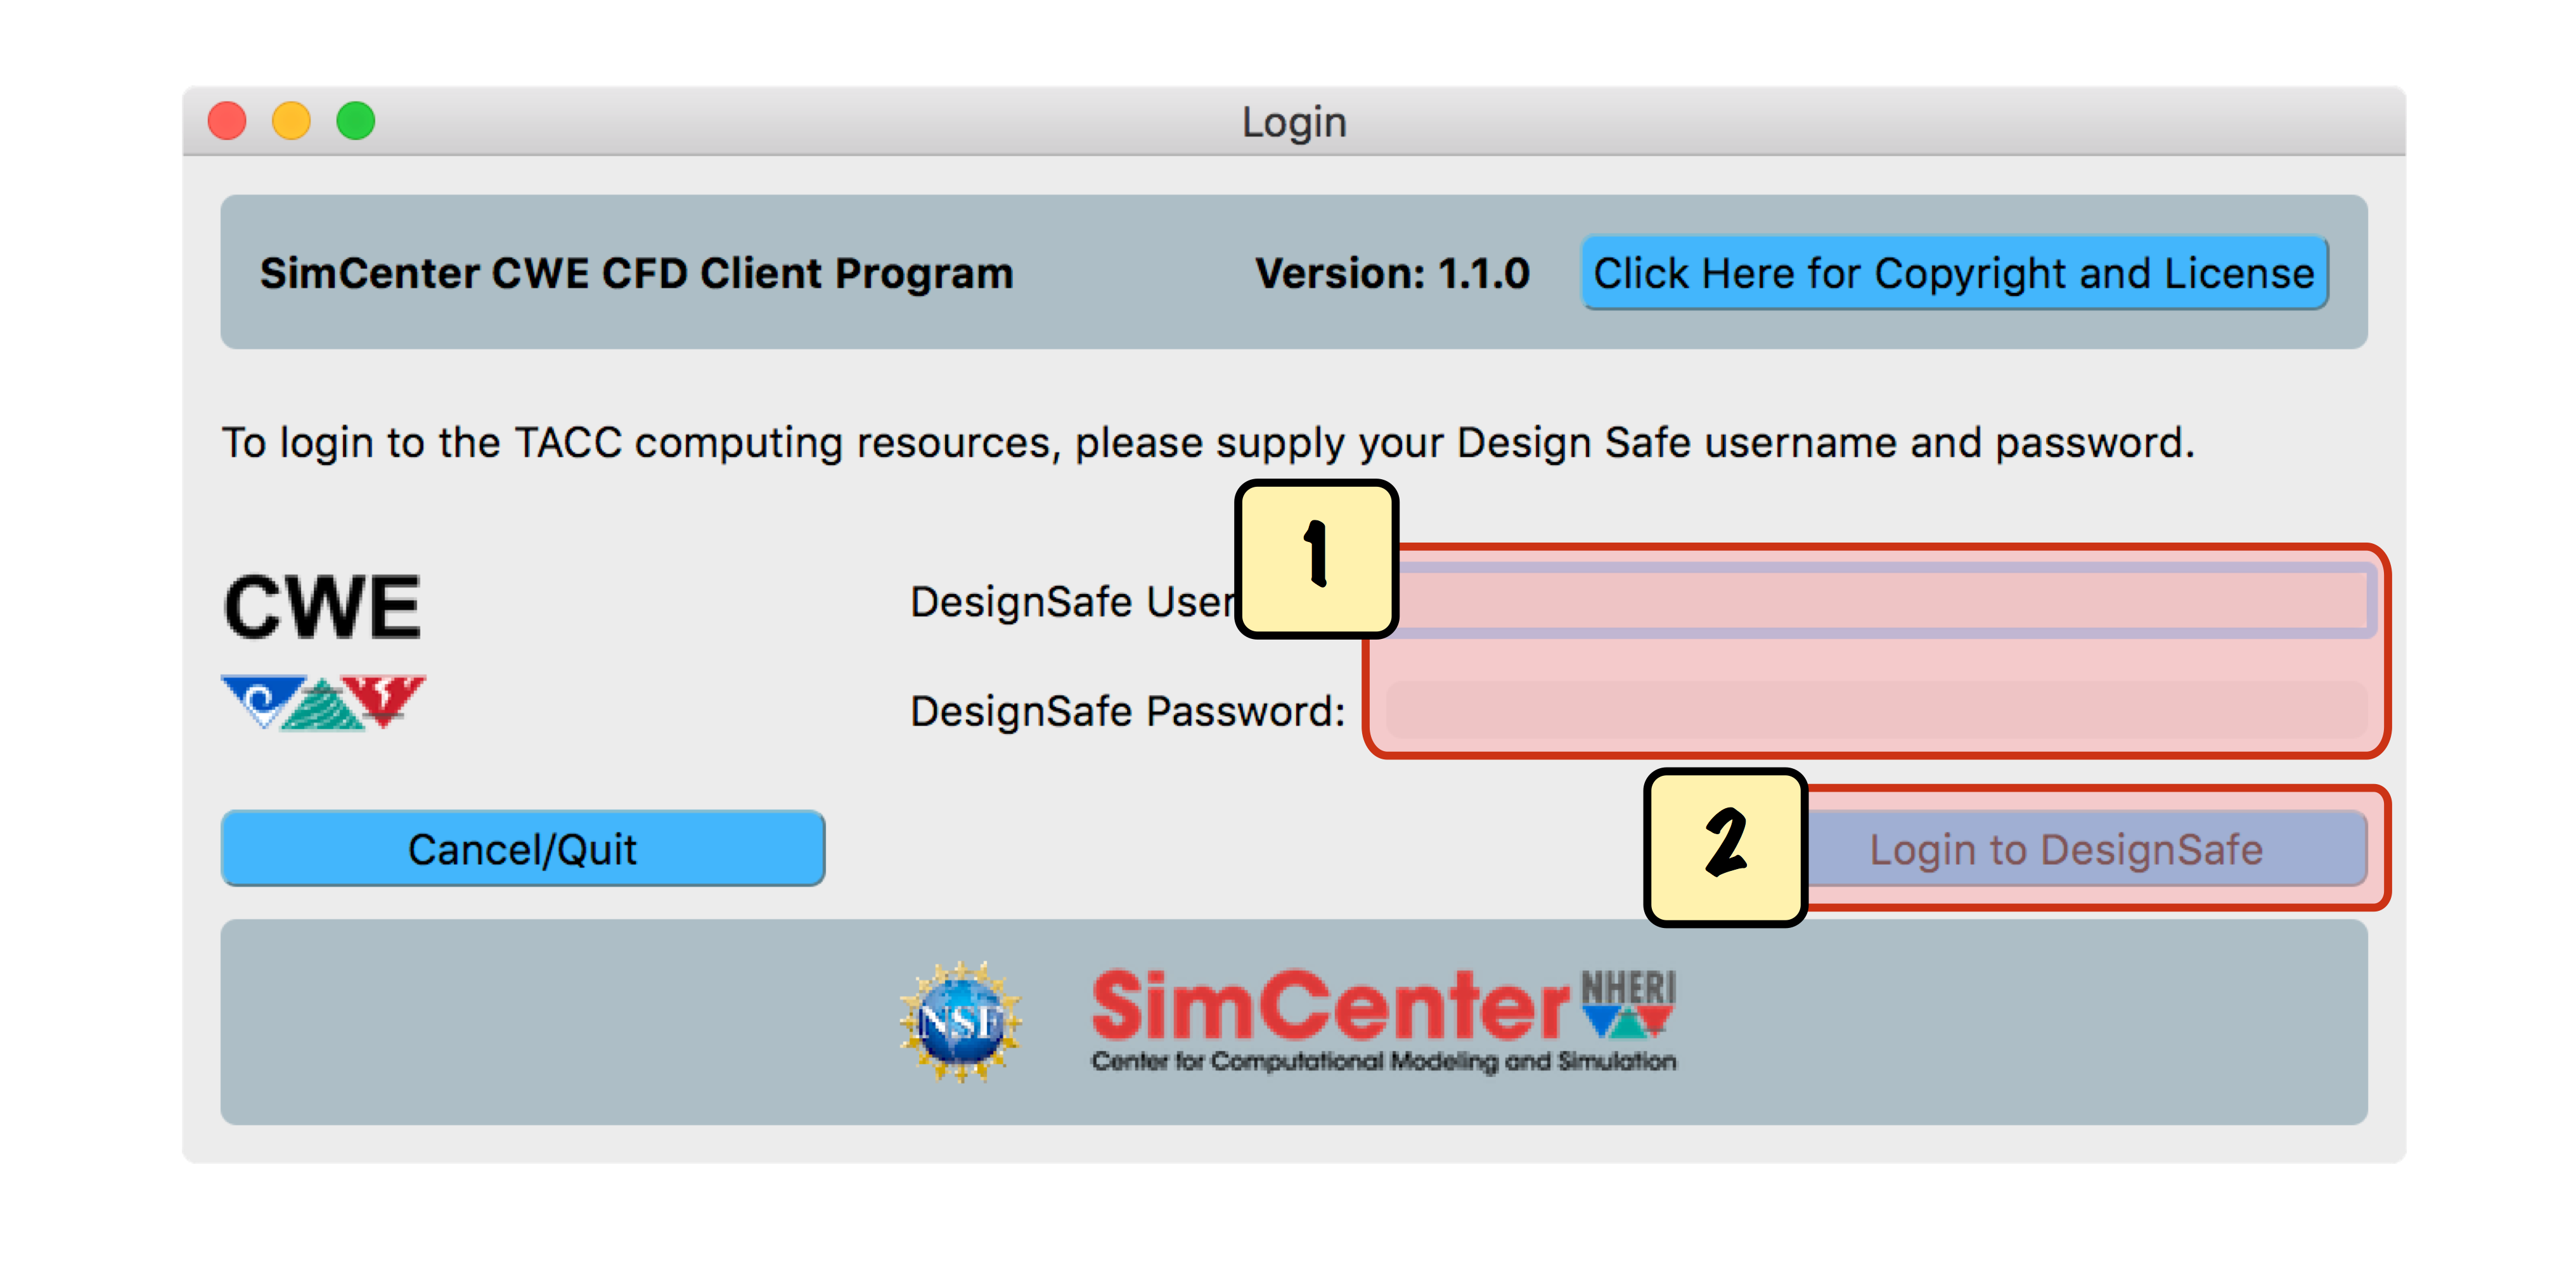 Login
SimCenter CWE CFD Client Program Version: 1.1.0 Click Here for Copyright and License
To login to the TACC computing resources, please supply your Design Safe username and password.
1
CWE
DesignSafe User
DesignSafe Password:
2
Cancel/Quit Login to DesignSafe
NSF SimCenter NHERI
Center for Computational Modeling and Simulation